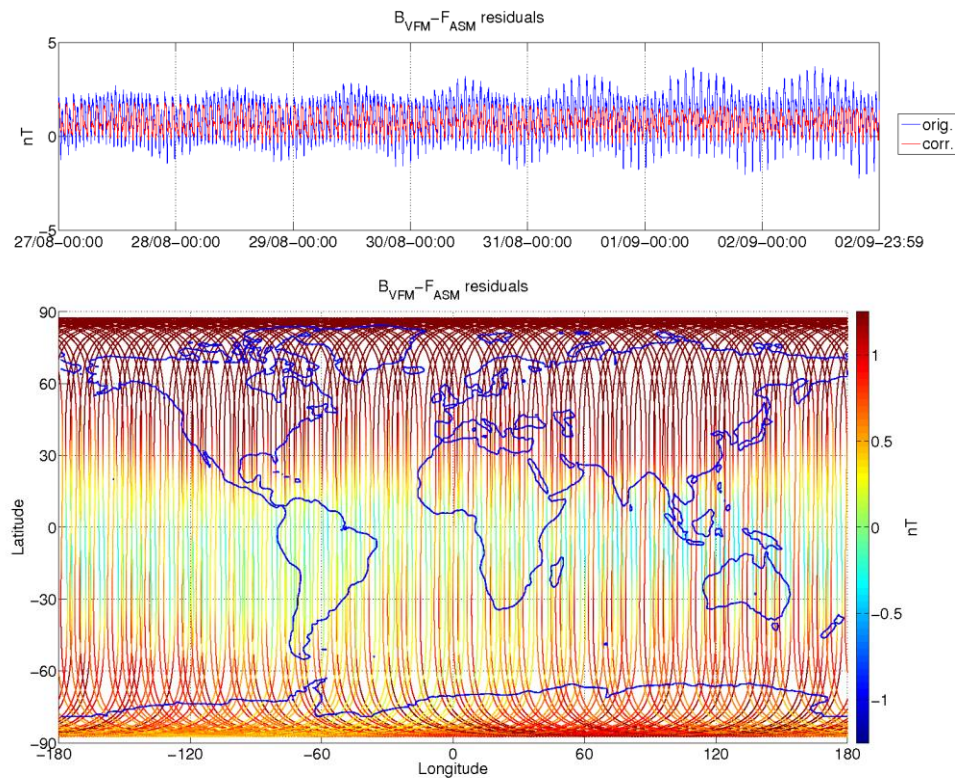 B_VFM−F_ASM residuals
5
0
−5
nT
27/08−00:00 28/08−00:00 29/08−00:00 30/08−00:00 31/08−00:00 01/09−00:00 02/09−00:00 02/09−23:59
orig.
corr.
B_VFM−F_ASM residuals
90
60
30
0
−30
−60
−90
Latitude
−180 −120 −60 0 60 120 180
Longitude
1
0.5
0
−0.5
−1
nT